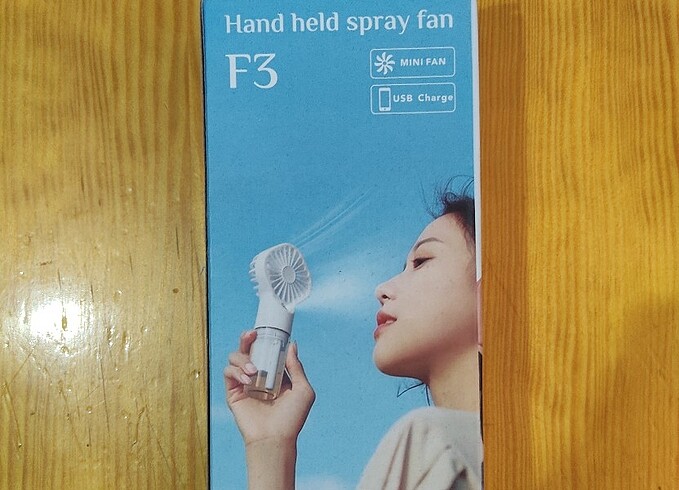 Hand held spray fan
F3
MINI FAN
USB Charge